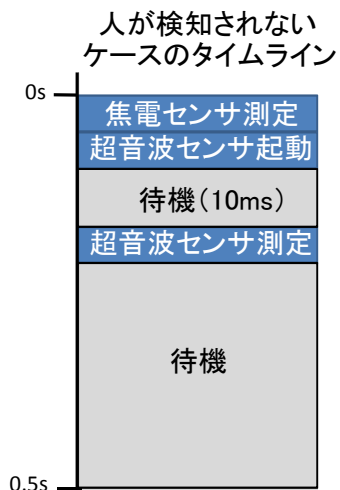 人が検知されない
ケースのタイムライン
0s
焦電センサ測定
超音波センサ起動
待機(10ms)
超音波センサ測定
待機
0.5s